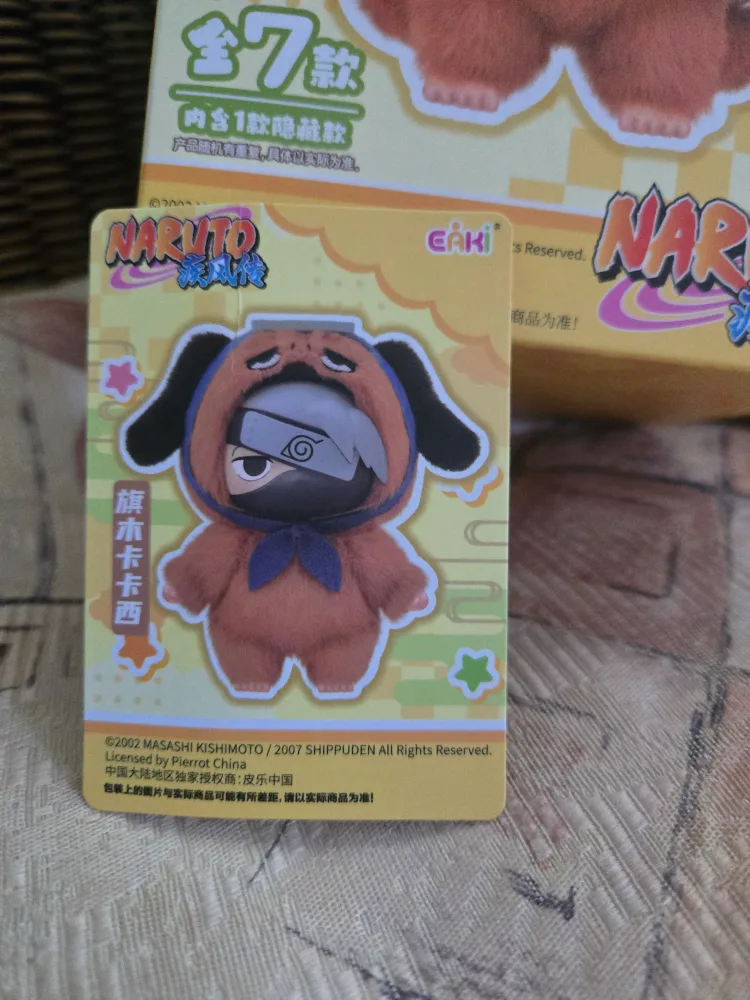 全7款
内含1款隐藏款
产品随机有重复,具体以实际为准。
©2002
ts Reserved.
商品为准!
NARUTO
疾风传
EAKI
旗木卡卡西
©2002 MASASHI KISHIMOTO / 2007 SHIPPUDEN All Rights Reserved.
Licensed by Pierrot China
中国大陆地区独家授权商:皮乐中国
包装上的图片与实际商品可能有所差距,请以实际商品为准!